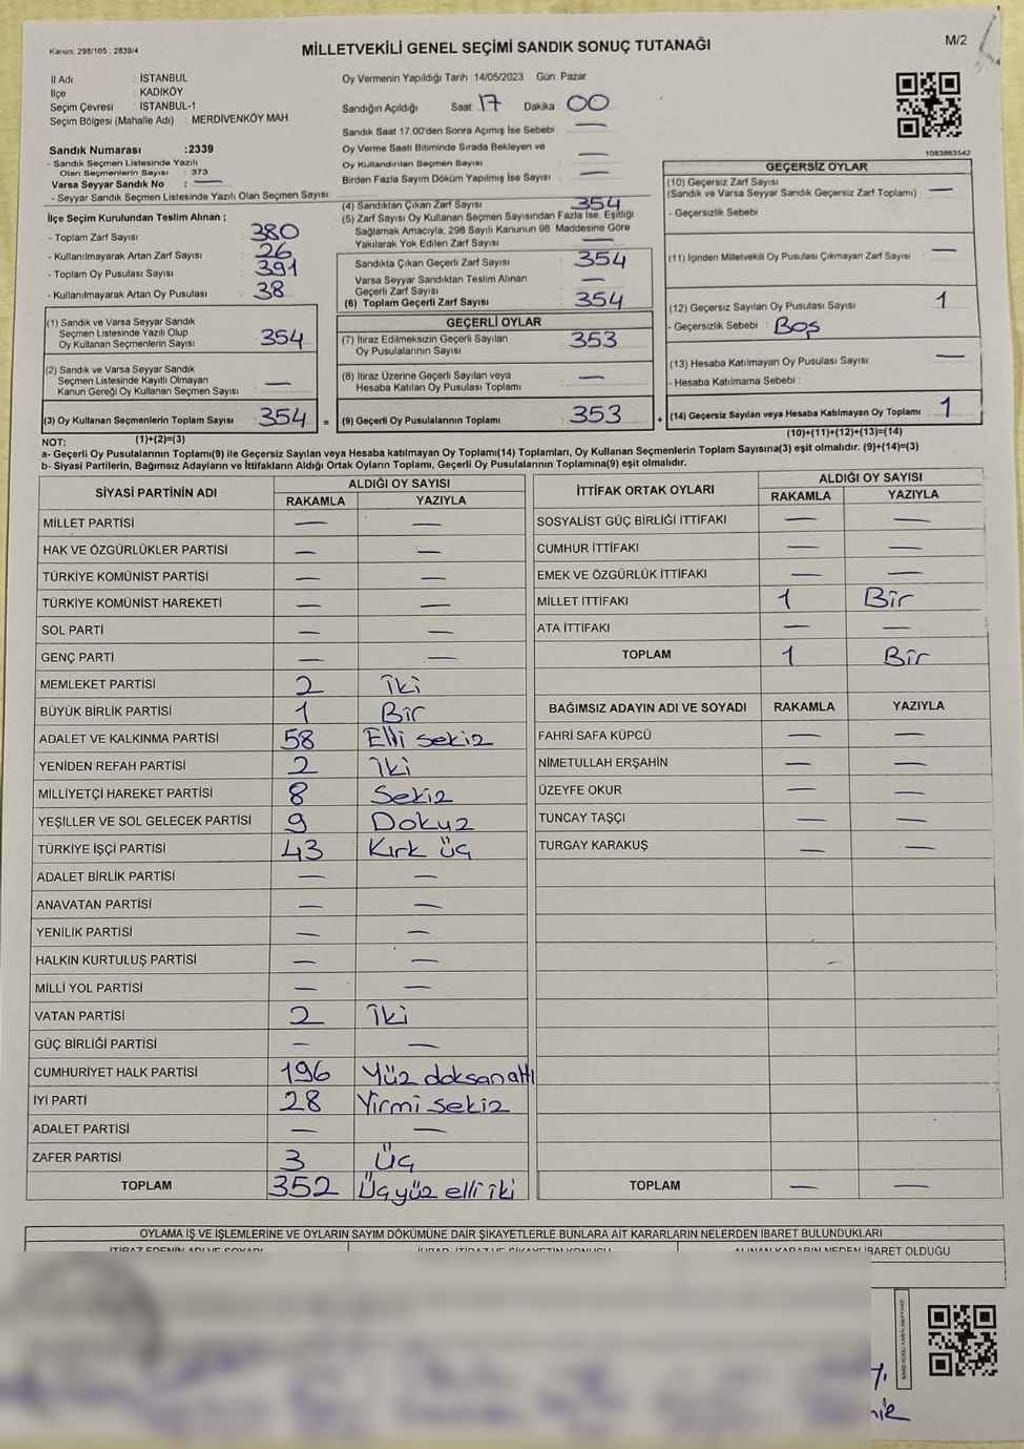 Kanun: 298/105 : 2839/4
MİLLETVEKİLİ GENEL SEÇİMİ SANDIK SONUÇ TUTANAĞI
M/2
İl Adı : İSTANBUL
İlçe : KADIKÖY
Seçim Çevresi : İSTANBUL-1
Seçim Bölgesi (Mahalle Adı) : MERDİVENKÖY MAH.
Oy Vermenin Yapıldığı Tarih :14/05/2023 Gün: Pazar
Sandığın Açıldığı Saat 17 Dakika 00
Sandık Saat 17.00'den Sonra Açılmış İse Sebebi —
Oy Verme Saati Bitiminde Sırada Bekleyen ve
Oy Kullandırılan Seçmen Sayısı —
Birden Fazla Sayım Döküm Yapılmış İse Sayısı —
1083863542
Sandık Numarası :2339
- Sandık Seçmen Listesinde Yazılı
Olan Seçmenlerin Sayısı : 373
Varsa Seyyar Sandık No : —
- Seyyar Sandık Seçmen Listesinde Yazılı Olan Seçmen Sayısı
İlçe Seçim Kurulundan Teslim Alınan ;
- Toplam Zarf Sayısı : 380
- Kullanılmayarak Artan Zarf Sayısı : 26
- Toplam Oy Pusulası Sayısı : 391
- Kullanılmayarak Artan Oy Pusulası : 38
(1) Sandık ve Varsa Seyyar Sandık
Seçmen Listesinde Yazılı Olup
Oy Kullanan Seçmenlerin Sayısı 354
(2) Sandık ve Varsa Seyyar Sandık
Seçmen Listesinde Kayıtlı Olmayan
Kanun Gereği Oy Kullanan Seçmen Sayısı —
(3) Oy Kullanan Seçmenlerin Toplam Sayısı 354 =
(1)+(2)=(3)
(4) Sandıktan Çıkan Zarf Sayısı 354
(5) Zarf Sayısı Oy Kullanan Seçmen Sayısından Fazla İse, Eşitliği
Sağlamak Amacıyla, 298 Sayılı Kanunun 98. Maddesine Göre
Yakılarak Yok Edilen Zarf Sayısı —
Sandıkta Çıkan Geçerli Zarf Sayısı 354
Varsa Seyyar Sandıktan Teslim Alınan
Geçerli Zarf Sayısı —
(6) Toplam Geçerli Zarf Sayısı 354
GEÇERLİ OYLAR
(7) İtiraz Edilmeksizin Geçerli Sayılan
Oy Pusulalarının Sayısı 353
(8) İtiraz Üzerine Geçerli Sayılan veya
Hesaba Katılan Oy Pusulası Toplamı —
(9) Geçerli Oy Pusulalarının Toplamı 353 +
GEÇERSİZ OYLAR
(10) Geçersiz Zarf Sayısı
(Sandık ve Varsa Seyyar Sandık Geçersiz Zarf Toplamı) —
- Geçersizlik Sebebi :
(11) İçinden Milletvekili Oy Pusulası Çıkmayan Zarf Sayısı —
(12) Geçersiz Sayılan Oy Pusulası Sayısı 1
- Geçersizlik Sebebi : Boş
(13) Hesaba Katılmayan Oy Pusulası Sayısı —
- Hesaba Katılmama Sebebi :
(14) Geçersiz Sayılan veya Hesaba Katılmayan Oy Toplamı 1
(10)+(11)+(12)+(13)=(14)
NOT:
a- Geçerli Oy Pusulalarının Toplamı(9) ile Geçersiz Sayılan veya Hesaba katılmayan Oy Toplamı(14) Toplamları, Oy Kullanan Seçmenlerin Toplam Sayısına(3) eşit olmalıdır. (9)+(14)=(3)
b- Siyasi Partilerin, Bağımsız Adayların ve İttifakların Aldığı Ortak Oyların Toplamı, Geçerli Oy Pusulalarının Toplamına(9) eşit olmalıdır.
SİYASİ PARTİNİN ADI ALDIĞI OY SAYISI
RAKAMLA YAZIYLA
MİLLET PARTİSİ — —
HAK VE ÖZGÜRLÜKLER PARTİSİ — —
TÜRKİYE KOMÜNİST PARTİSİ — —
TÜRKİYE KOMÜNİST HAREKETİ — —
SOL PARTİ — —
GENÇ PARTİ — —
MEMLEKET PARTİSİ 2 İki
BÜYÜK BİRLİK PARTİSİ 1 Bir
ADALET VE KALKINMA PARTİSİ 58 Elli sekiz
YENİDEN REFAH PARTİSİ 2 İki
MİLLİYETÇİ HAREKET PARTİSİ 8 Sekiz
YEŞİLLER VE SOL GELECEK PARTİSİ 9 Dokuz
TÜRKİYE İŞÇİ PARTİSİ 43 Kırk üç
ADALET BİRLİK PARTİSİ — —
ANAVATAN PARTİSİ — —
YENİLİK PARTİSİ — —
HALKIN KURTULUŞ PARTİSİ — —
MİLLİ YOL PARTİSİ — —
VATAN PARTİSİ 2 İki
GÜÇ BİRLİĞİ PARTİSİ — —
CUMHURİYET HALK PARTİSİ 196 Yüz doksan altı
İYİ PARTİ 28 Yirmi sekiz
ADALET PARTİSİ — —
ZAFER PARTİSİ 3 Üç
TOPLAM 352 Üçyüz elli iki
İTTİFAK ORTAK OYLARI ALDIĞI OY SAYISI
RAKAMLA YAZIYLA
SOSYALİST GÜÇ BİRLİĞİ İTTİFAKI — —
CUMHUR İTTİFAKI — —
EMEK VE ÖZGÜRLÜK İTTİFAKI — —
MİLLET İTTİFAKI 1 Bir
ATA İTTİFAKI — —
TOPLAM 1 Bir
BAĞIMSIZ ADAYIN ADI VE SOYADI RAKAMLA YAZIYLA
FAHRİ SAFA KÜPCÜ — —
NİMETULLAH ERŞAHİN — —
ÜZEYFE OKUR — —
TUNCAY TAŞÇI — —
TURGAY KARAKUŞ — —
TOPLAM — —
OYLAMA İŞ VE İŞLEMLERİNE VE OYLARIN SAYIM DÖKÜMÜNE DAİR ŞİKAYETLERLE BUNLARA AİT KARARLARIN NELERDEN İBARET BULUNDUKLARI
İTİRAZ EDENİN ADI VE SOYADI
ALINAN KARARIN NEDEN İBARET OLDUĞU